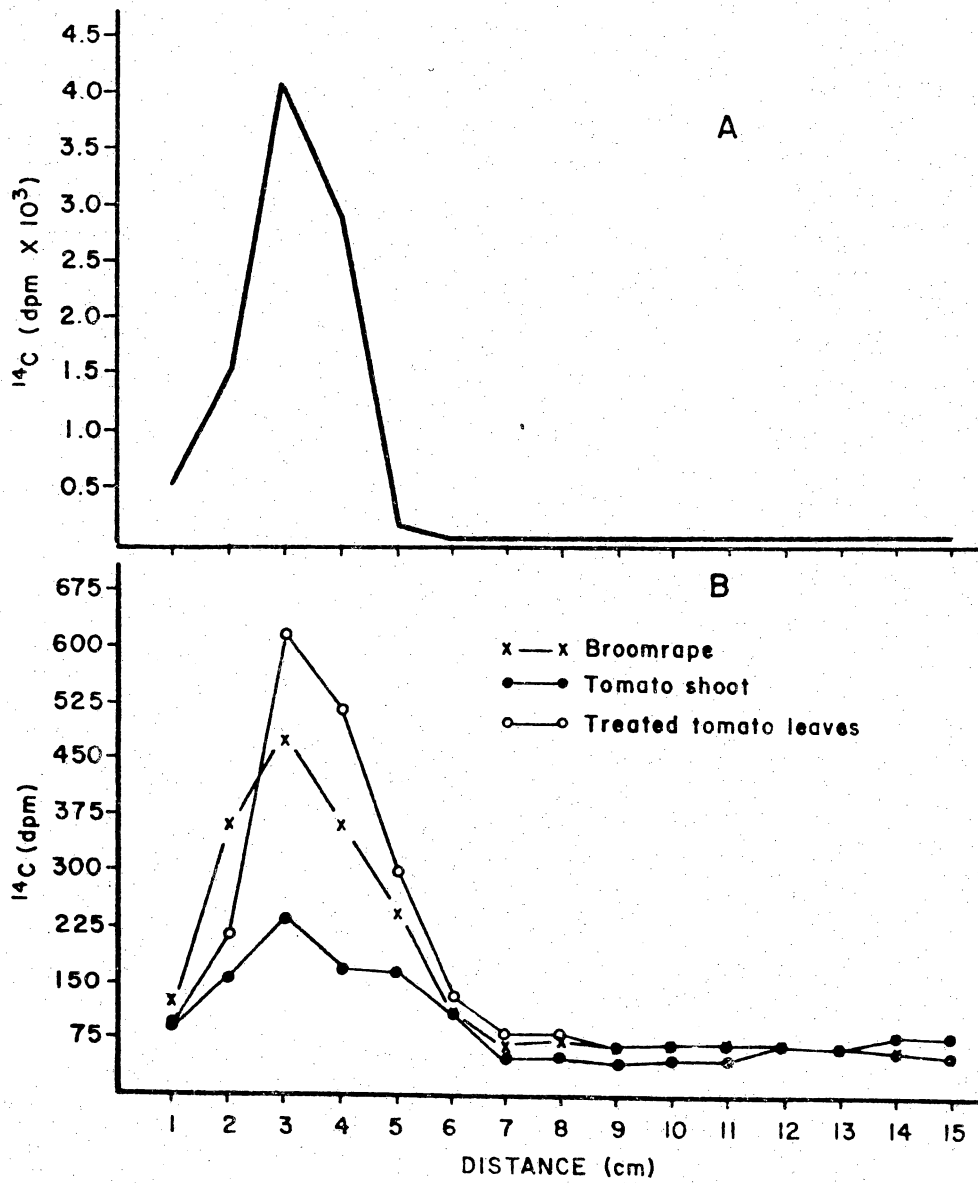 4.5
4.0
3.5
3.0
2.5
2.0
1.5
1.0
0.5
¹⁴C (dpm X 10³)
A
675
600
525
450
375
300
225
150
75
¹⁴C (dpm)
B
x — x Broomrape
Tomato shoot
Treated tomato leaves
1 2 3 4 5 6 7 8 9 10 11 12 13 14 15
DISTANCE (cm)